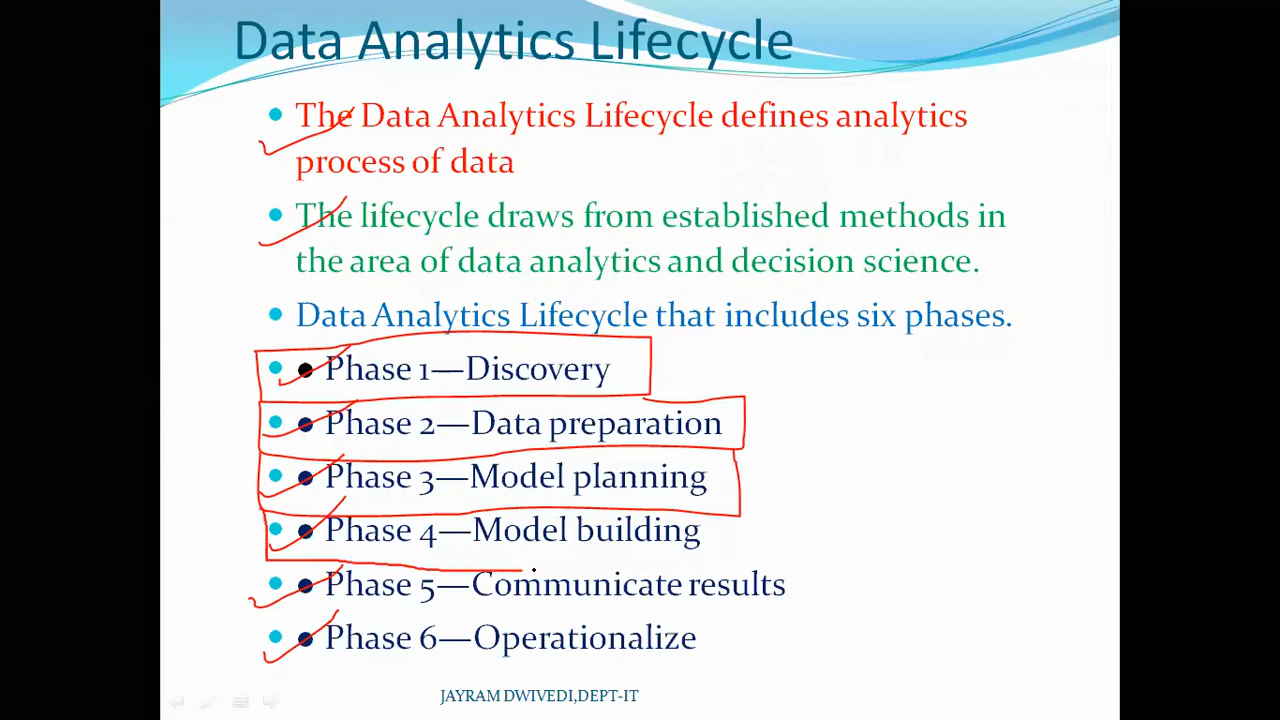 Data Analytics Lifecycle
• The Data Analytics Lifecycle defines analytics
process of data
• The lifecycle draws from established methods in
the area of data analytics and decision science.
• Data Analytics Lifecycle that includes six phases.
• ● Phase 1—Discovery
• ● Phase 2—Data preparation
• ● Phase 3—Model planning
• ● Phase 4—Model building
• ● Phase 5—Communicate results
• ● Phase 6—Operationalize
JAYRAM DWIVEDI,DEPT-IT